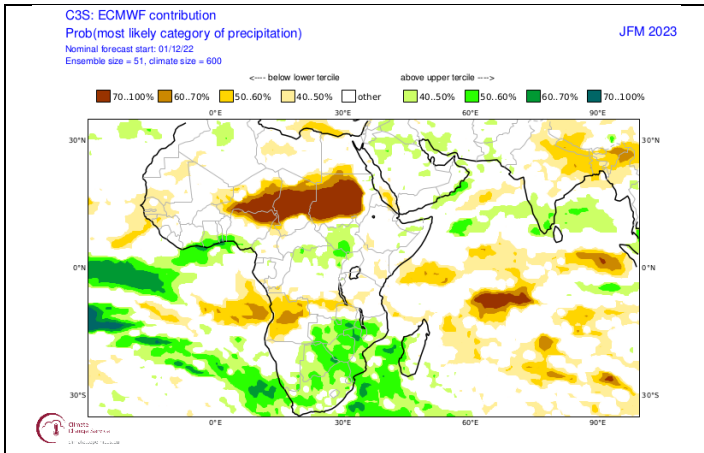 C3S: ECMWF contribution
Prob(most likely category of precipitation)
JFM 2023
Nominal forecast start: 01/12/22
Ensemble size = 51, climate size = 600
<---- below lower tercile above upper tercile ---->
70..100% 60..70% 50..60% 40..50% other 40..50% 50..60% 60..70% 70..100%
0°E 30°E 60°E 90°E
30°N 30°N
0°N 0°N
30°S 30°S
0°E 30°E 60°E 90°E
Climate
Change Service